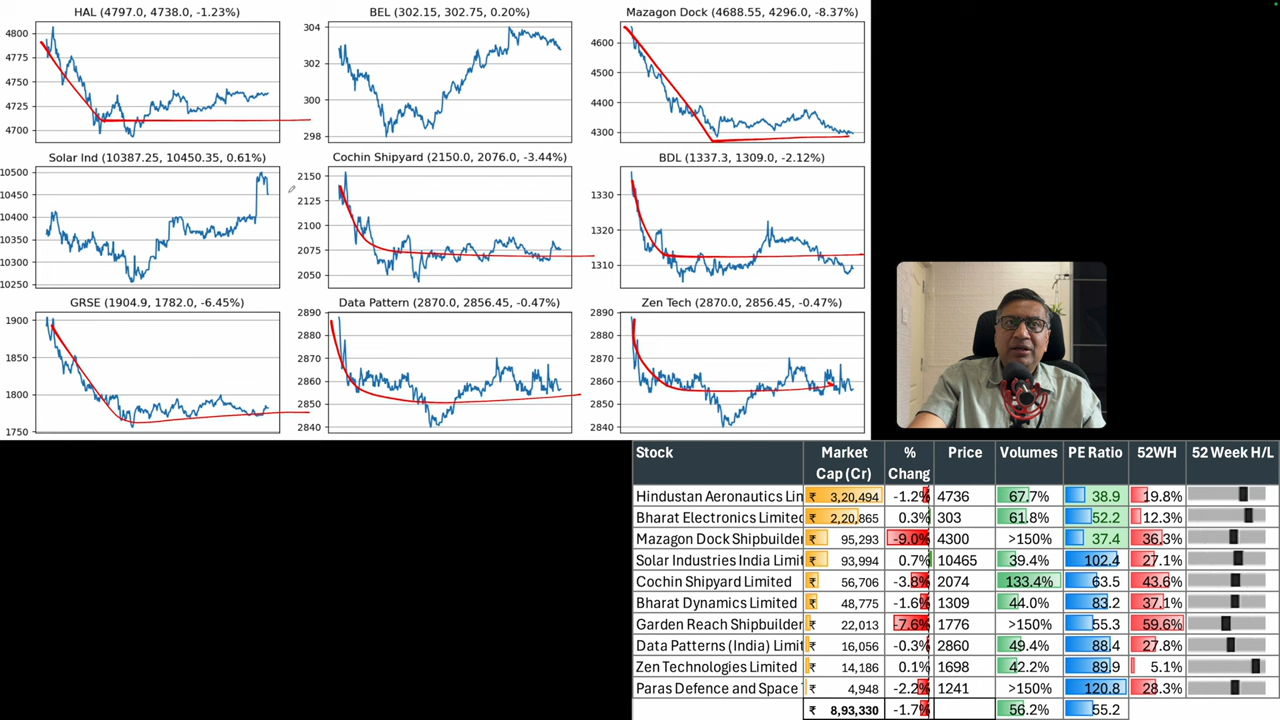 HAL (4797.0, 4738.0, -1.23%)
4800
4775
4750
4725
4700
BEL (302.15, 302.75, 0.20%)
304
302
300
298
Mazagon Dock (4688.55, 4296.0, -8.37%)
4600
4500
4400
4300
Solar Ind (10387.25, 10450.35, 0.61%)
10500
10450
10400
10350
10300
10250
Cochin Shipyard (2150.0, 2076.0, -3.44%)
2150
2125
2100
2075
2050
BDL (1337.3, 1309.0, -2.12%)
1330
1320
1310
GRSE (1904.9, 1782.0, -6.45%)
1900
1850
1800
1750
Data Pattern (2870.0, 2856.45, -0.47%)
2890
2880
2870
2860
2850
2840
Zen Tech (2870.0, 2856.45, -0.47%)
2890
2880
2870
2860
2850
2840
Stock Market Cap (Cr) % Chang Price Volumes PE Ratio 52WH 52 Week H/L
Hindustan Aeronautics Lin ₹ 3,20,494 -1.2% 4736 67.7% 38.9 19.8%
Bharat Electronics Limited ₹ 2,20,865 0.3% 303 61.8% 52.2 12.3%
Mazagon Dock Shipbuilder ₹ 95,293 -9.0% 4300 >150% 37.4 36.3%
Solar Industries India Limit ₹ 93,994 0.7% 10465 39.4% 102.4 27.1%
Cochin Shipyard Limited ₹ 56,706 -3.8% 2074 133.4% 63.5 43.6%
Bharat Dynamics Limited ₹ 48,775 -1.6% 1309 44.0% 83.2 37.1%
Garden Reach Shipbuilder ₹ 22,013 -7.6% 1776 >150% 55.3 59.6%
Data Patterns (India) Limit ₹ 16,056 -0.3% 2860 49.4% 88.4 27.8%
Zen Technologies Limited ₹ 14,186 0.1% 1698 42.2% 89.9 5.1%
Paras Defence and Space ₹ 4,948 -2.2% 1241 >150% 120.8 28.3%
₹ 8,93,330 -1.7% 56.2% 55.2